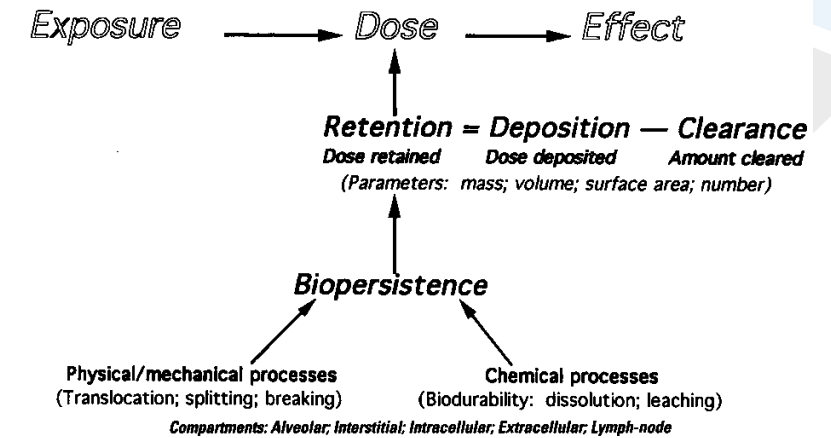 Exposure Dose Effect
Retention = Deposition — Clearance
Dose retained Dose deposited Amount cleared
(Parameters: mass; volume; surface area; number)
Biopersistence
Physical/mechanical processes
(Translocation; splitting; breaking)
Chemical processes
(Biodurability: dissolution; leaching)
Compartments: Alveolar; Interstitial; Intracellular; Extracellular; Lymph-node